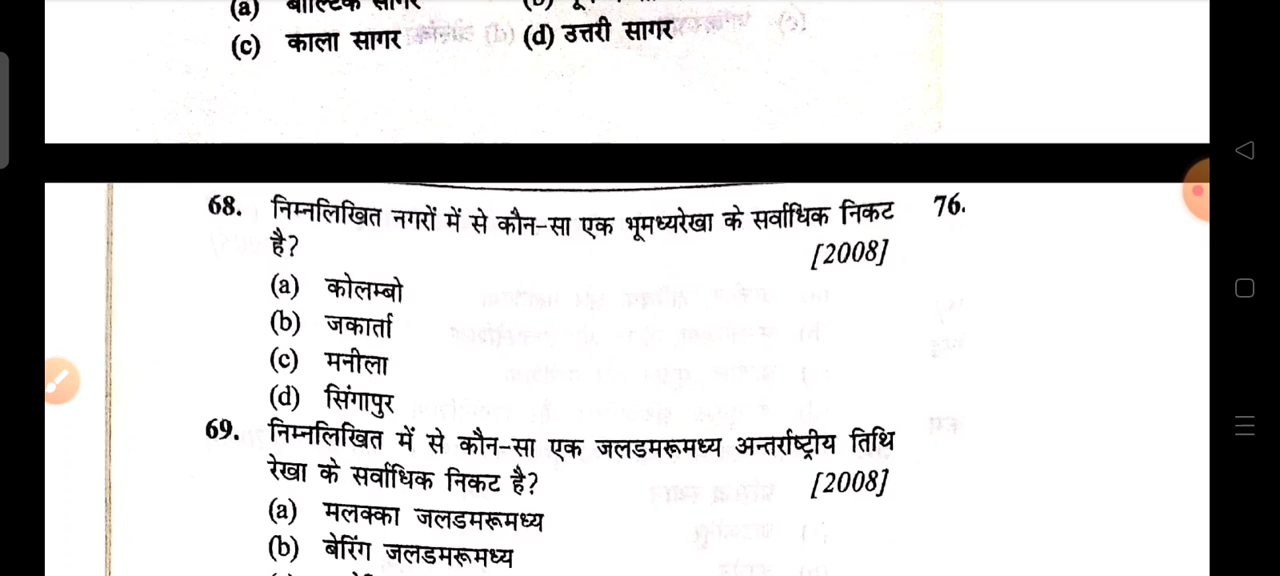 (a) बाल्टिक सागर
(c) काला सागर (d) उत्तरी सागर
68. निम्नलिखित नगरों में से कौन-सा एक भूमध्यरेखा के सर्वाधिक निकट
है? [2008]
(a) कोलम्बो
(b) जकार्ता
(c) मनीला
(d) सिंगापुर
69. निम्नलिखित में से कौन-सा एक जलडमरूमध्य अन्तर्राष्ट्रीय तिथि
रेखा के सर्वाधिक निकट है? [2008]
(a) मलक्का जलडमरूमध्य
(b) बेरिंग जलडमरूमध्य
76.